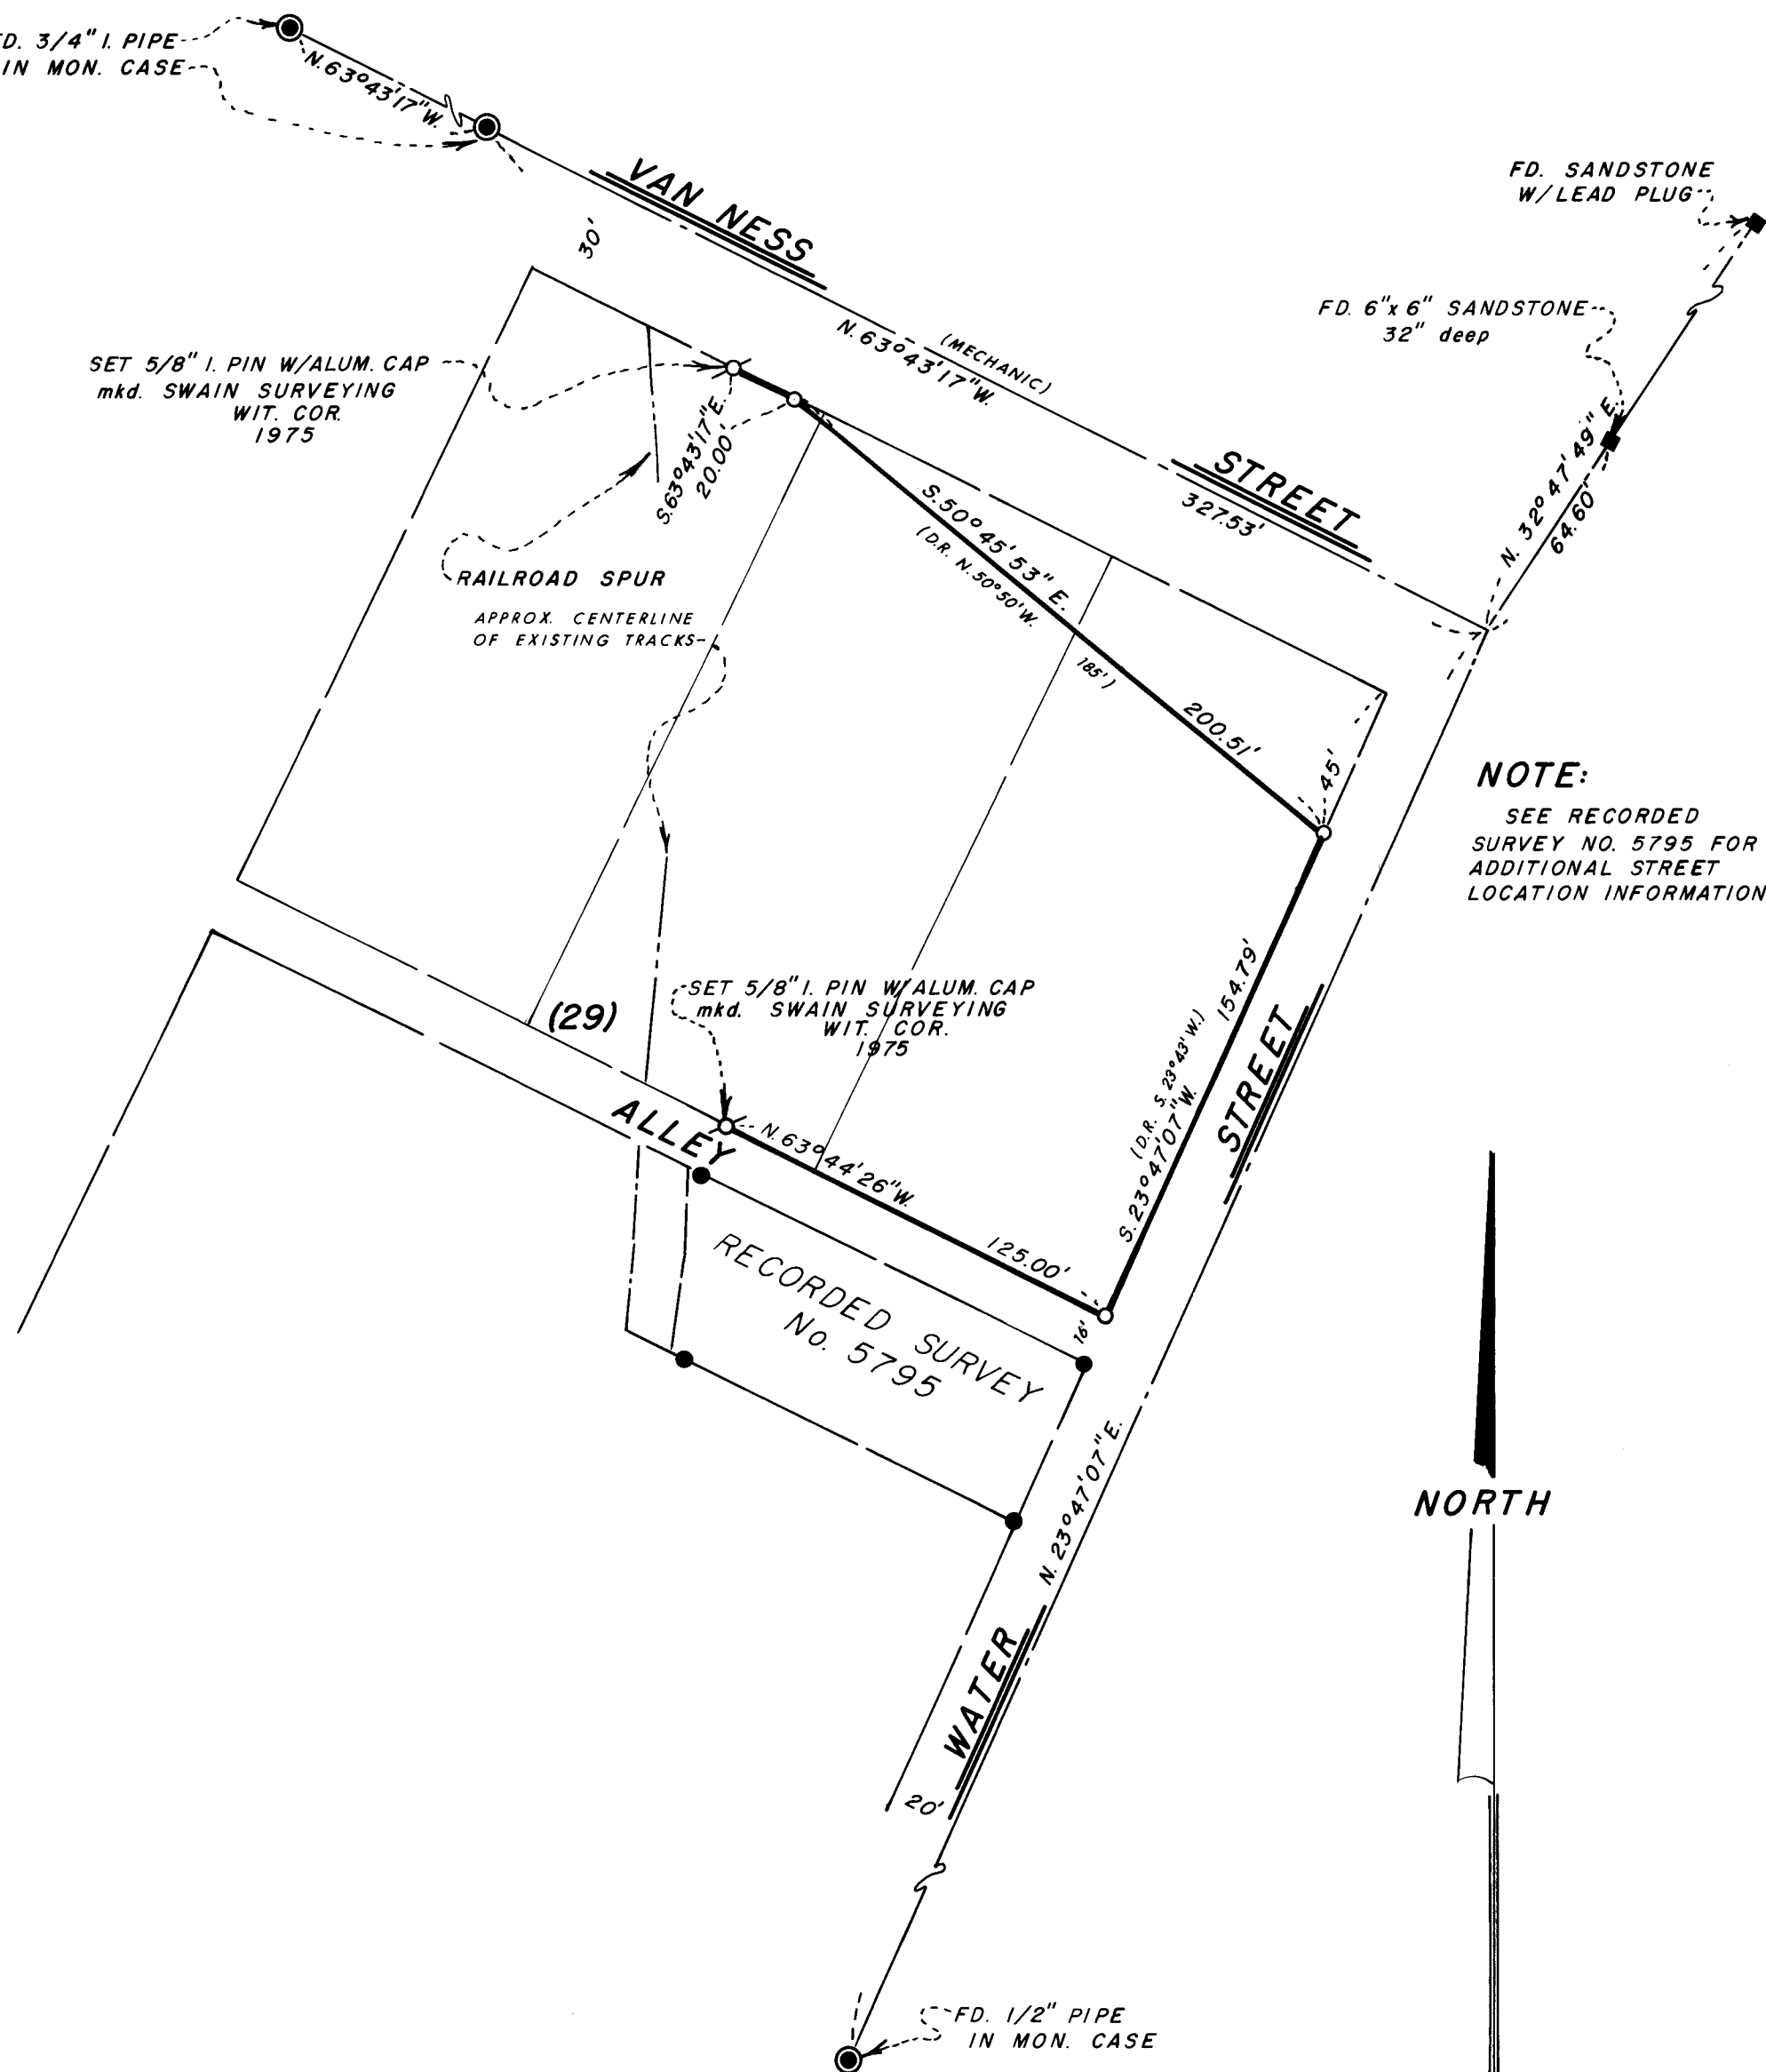 FD. 3/4" I. PIPE
IN MON. CASE
N.63°43'17"W.
VAN NESS
30'
FD. SANDSTONE
W/LEAD PLUG
FD. 6"x 6" SANDSTONE
32" deep
(MECHANIC)
N.63°43'17"W.
SET 5/8" I. PIN W/ALUM. CAP
mkd. SWAIN SURVEYING
WIT. COR.
1975
S.63°43'17"E.
20.00'
STREET
327.53'
N. 32°47'49" E.
64.60'
S.50°45'53" E.
(D.R. N.50°50'W.
185')
200.51'
RAILROAD SPUR
APPROX. CENTERLINE
OF EXISTING TRACKS
45'
NOTE:
SEE RECORDED
SURVEY NO. 5795 FOR
ADDITIONAL STREET
LOCATION INFORMATION
154.79'
(D.R. S. 23°43'W.)
S. 23°47'07"W.
STREET
(29)
SET 5/8" I. PIN W/ALUM. CAP
mkd. SWAIN SURVEYING
WIT. COR.
1975
ALLEY
N.63°44'26"W.
125.00'
16'
RECORDED SURVEY
No. 5795
N. 23°47'07"E.
NORTH
WATER
20'
FD. 1/2" PIPE
IN MON. CASE